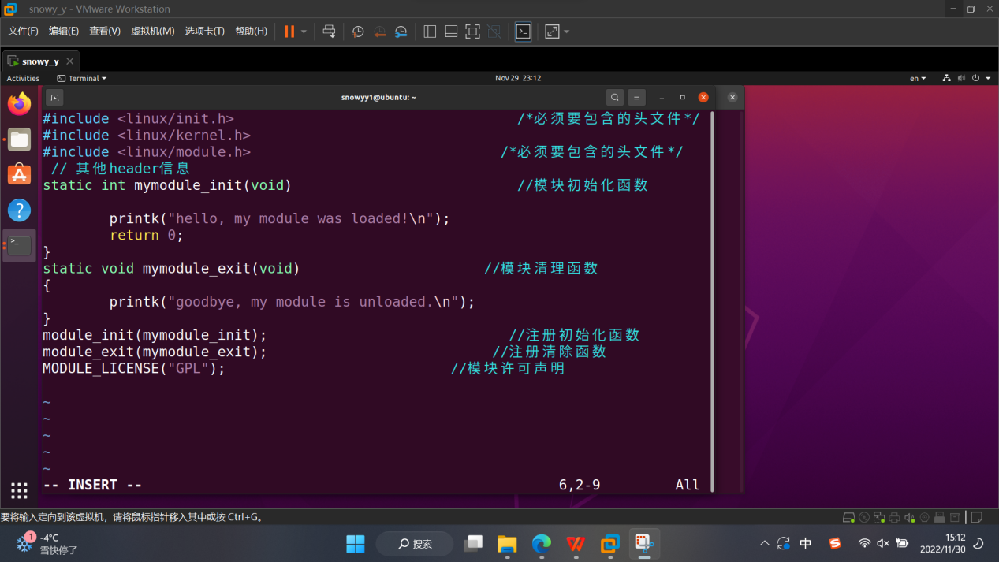 snowy_y - VMware Workstation
文件(F) 编辑(E) 查看(V) 虚拟机(M) 选项卡(T) 帮助(H)
snowy_y
Activities Terminal Nov 29 23:12 en
snowyy1@ubuntu: ~
#include <linux/init.h> /*必须要包含的头文件*/
#include <linux/kernel.h>
#include <linux/module.h> /*必须要包含的头文件*/
// 其他header信息
static int mymodule_init(void) //模块初始化函数
printk("hello, my module was loaded!\n");
return 0;
}
static void mymodule_exit(void) //模块清理函数
{
printk("goodbye, my module is unloaded.\n");
}
module_init(mymodule_init); //注册初始化函数
module_exit(mymodule_exit); //注册清除函数
MODULE_LICENSE("GPL"); //模块许可声明
~
~
~
~
~
-- INSERT -- 6,2-9 All
要将输入定向到该虚拟机，请将鼠标指针移入其中或按 Ctrl+G。
1
-4°C
雪快停了
搜索
中
15:12
2022/11/30